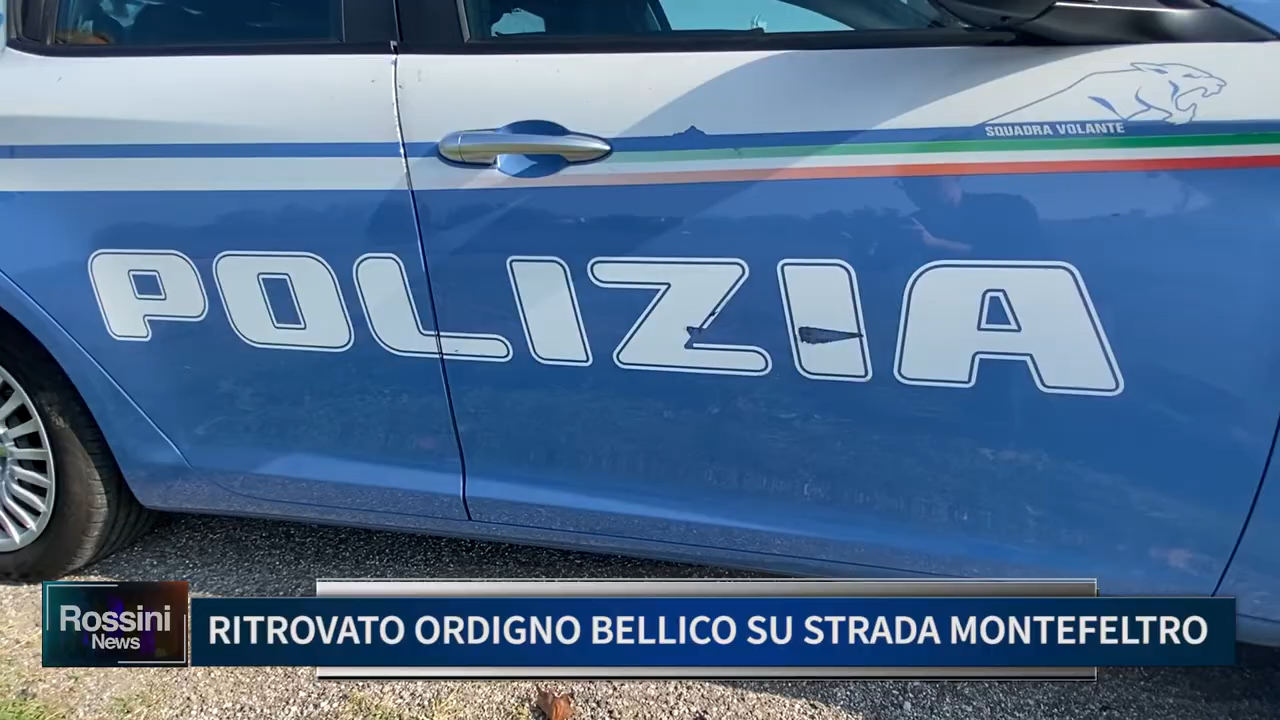 SQUADRA VOLANTE
POLIZIA
Rossini
News
RITROVATO ORDIGNO BELLICO SU STRADA MONTEFELTRO